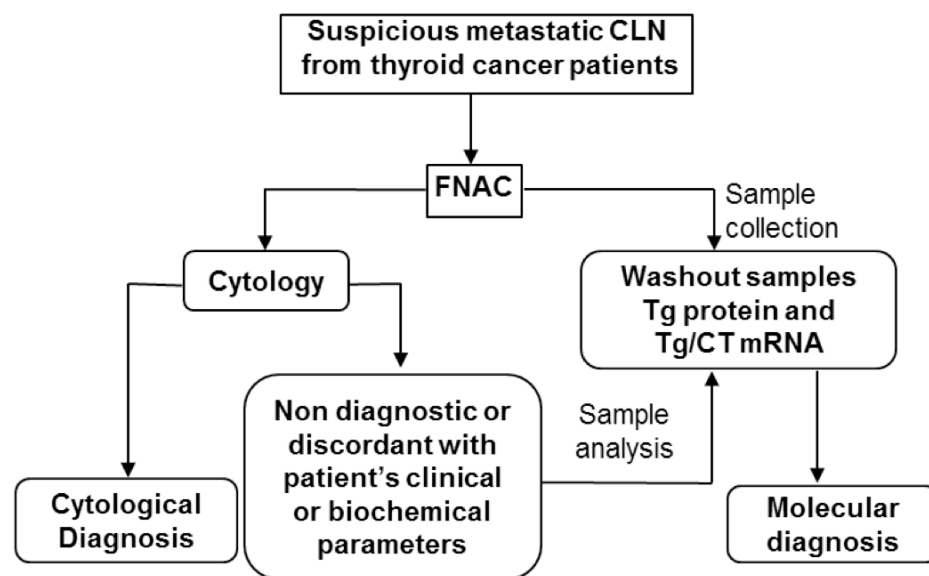 Suspicious metastatic CLN
from thyroid cancer patients
FNAC
Sample
collection
Cytology
Washout samples
Tg protein and
Tg/CT mRNA
Non diagnostic or
discordant with
patient's clinical
or biochemical
parameters
Sample
analysis
Cytological
Diagnosis
Molecular
diagnosis